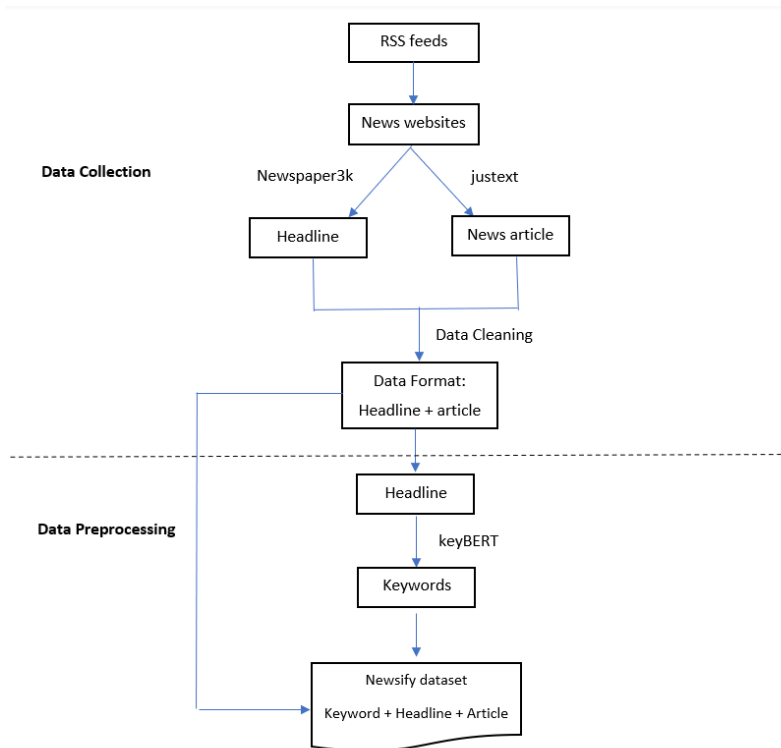 RSS feeds
News websites
Data Collection
Newspaper3k
justext
Headline
News article
Data Cleaning
Data Format:
Headline + article
Headline
Data Preprocessing
keyBERT
Keywords
Newsify dataset
Keyword + Headline + Article